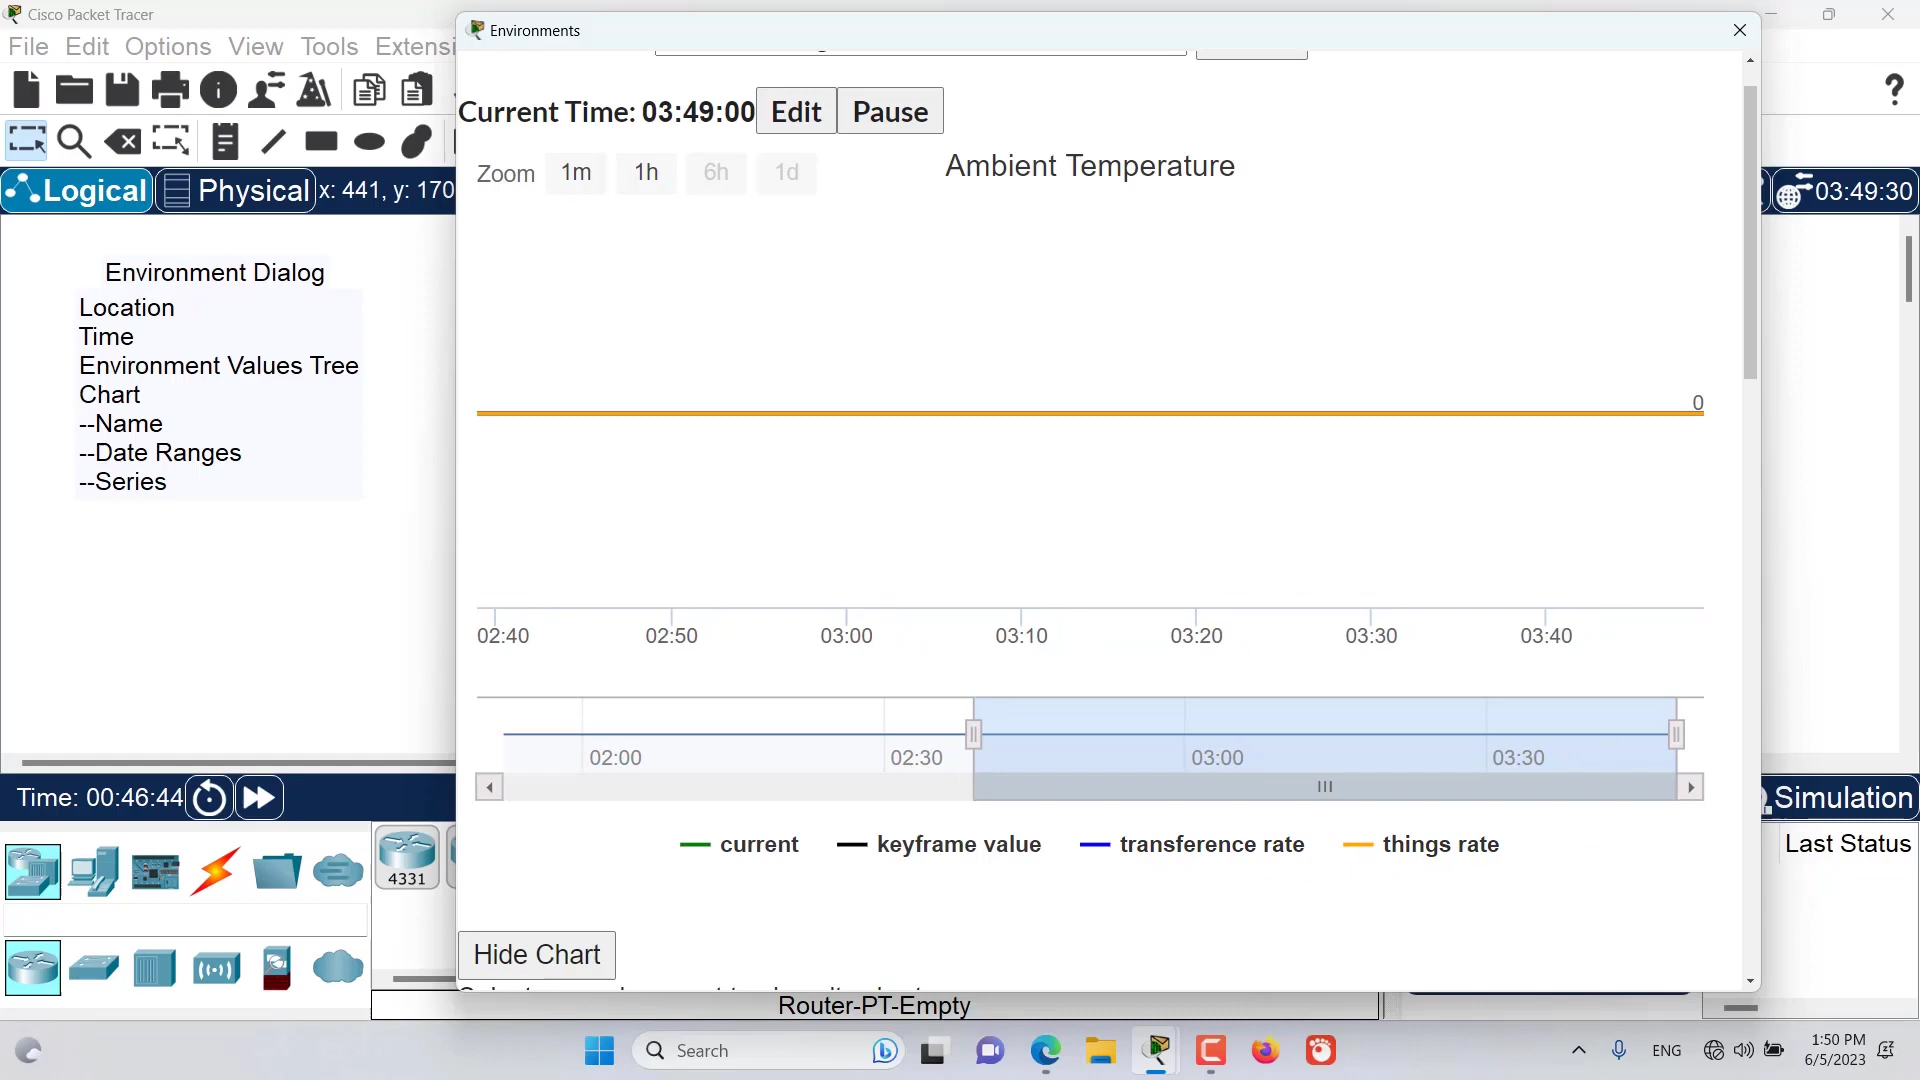 Cisco Packet Tracer
Environments
File Edit Options View Tools Extensi
Current Time: 03:49:00 Edit Pause
Zoom 1m 1h 6h 1d
Ambient Temperature
Logical Physical x: 441, y: 170
03:49:30
Environment Dialog
Location
Time
Environment Values Tree
Chart
--Name
--Date Ranges
--Series
0
02:40 02:50 03:00 03:10 03:20 03:30 03:40
02:00 02:30 03:00 03:30
current keyframe value transference rate things rate
Time: 00:46:44
Simulation
Last Status
4331
Hide Chart
Router-PT-Empty
Search
ENG
1:50 PM
6/5/2023